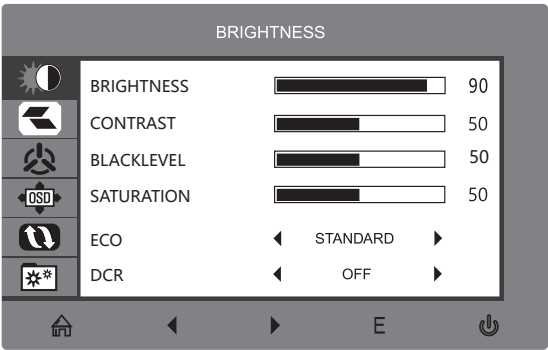 BRIGHTNESS
BRIGHTNESS 90
CONTRAST 50
BLACKLEVEL 50
SATURATION 50
OSD
ECO STANDARD
DCR OFF
E